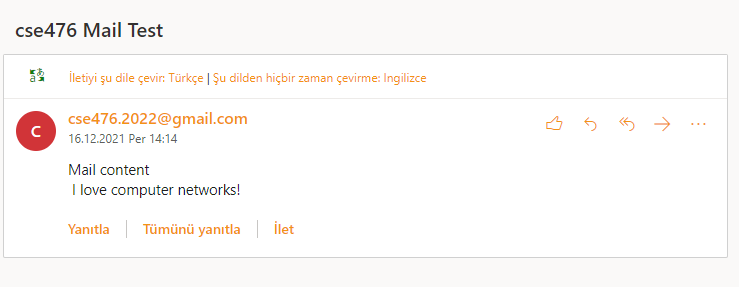 cse476 Mail Test
İletiyi şu dile çevir: Türkçe | Şu dilden hiçbir zaman çevirme: İngilizce
C
cse476.2022@gmail.com
16.12.2021 Per 14:14
Mail content
I love computer networks!
Yanıtla | Tümünü yanıtla | İlet